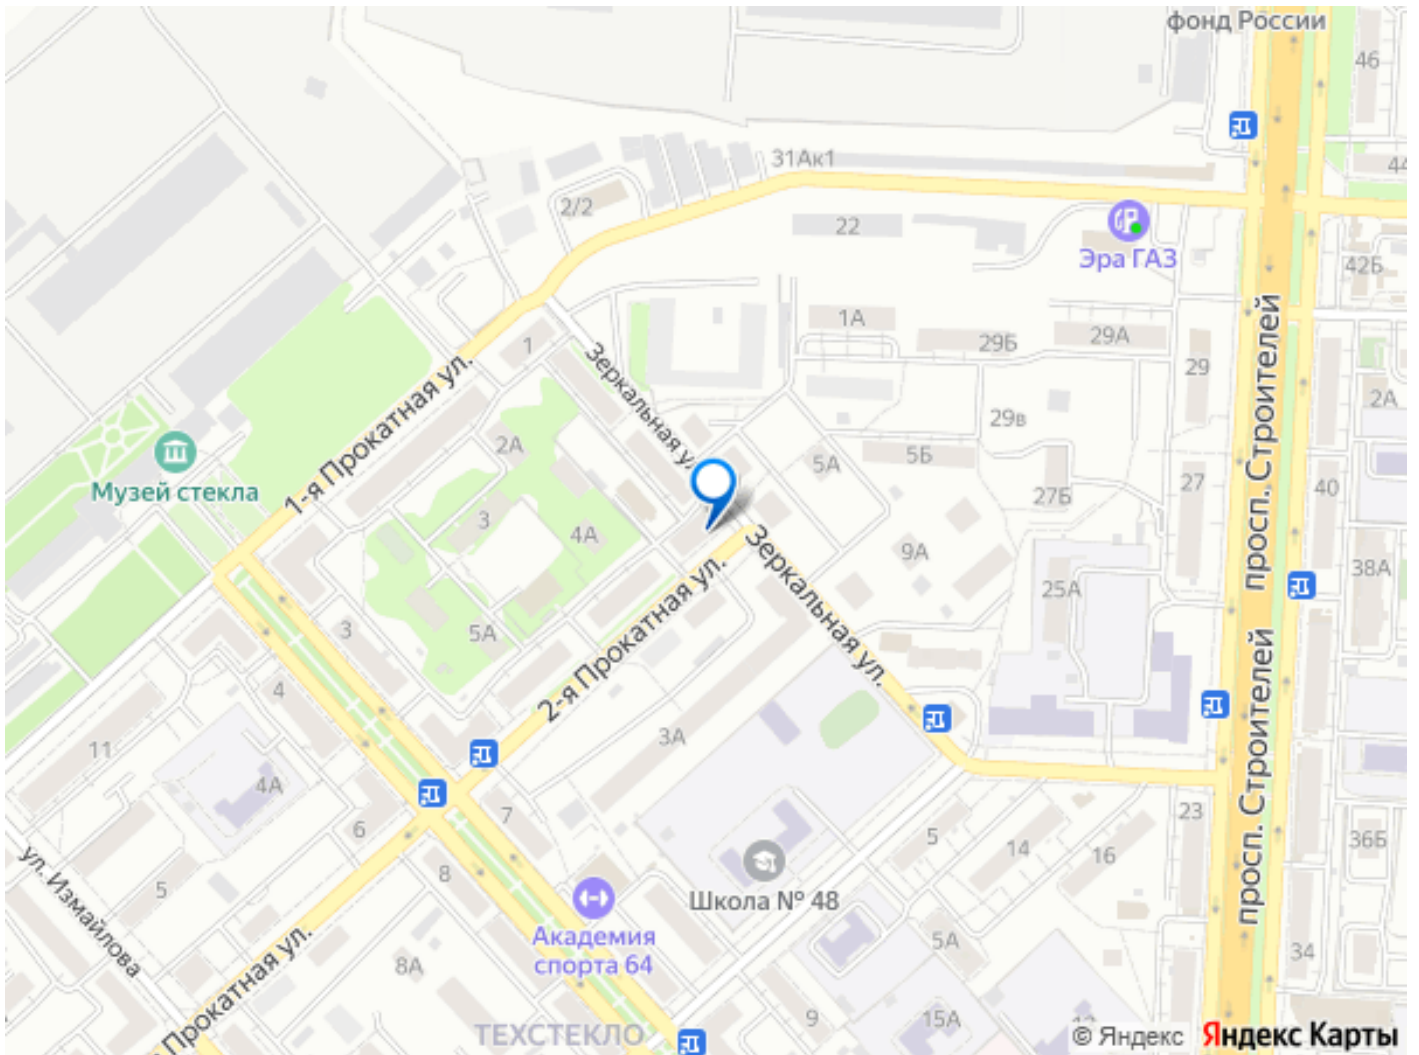 фонд России
46
31Ак1
44
2/2
22
Эра ГАЗ
42Б
1А
29Б
29А
29
1
Зеркальная ул.
просп. Строителей
2А
1-я Прокатная ул.
2А
29в
5А
5Б
27Б
27
40
Музей стекла
3
4А
9А
38А
25А
Зеркальная ул.
2-я Прокатная ул.
3
5А
просп. Строителей
4
11
3А
4А
6
7
5
14
16
23
36Б
ул. Измайлова
5
8
Школа № 48
Академия
спорта 64
8А
5А
34
Прокатная ул.
9
15А
ТЕХСТЕКЛО
© Яндекс Яндекс Карты